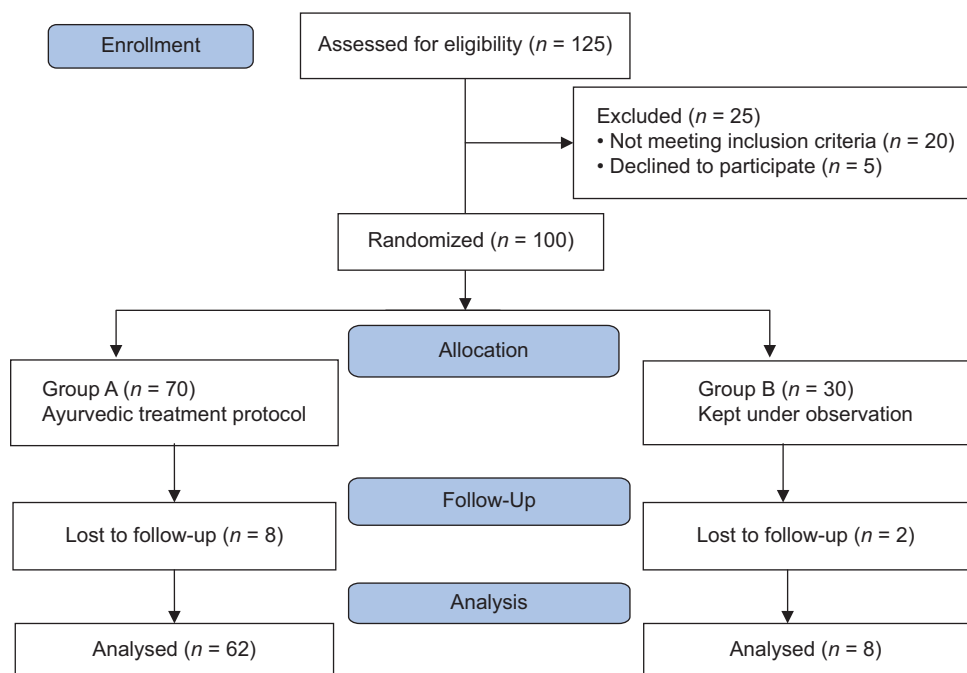 Enrollment
Assessed for eligibility (n = 125)
Excluded (n = 25)
• Not meeting inclusion criteria (n = 20)
• Declined to participate (n = 5)
Randomized (n = 100)
Allocation
Group A (n = 70)
Ayurvedic treatment protocol
Group B (n = 30)
Kept under observation
Follow-Up
Lost to follow-up (n = 8)
Lost to follow-up (n = 2)
Analysis
Analysed (n = 62)
Analysed (n = 8)